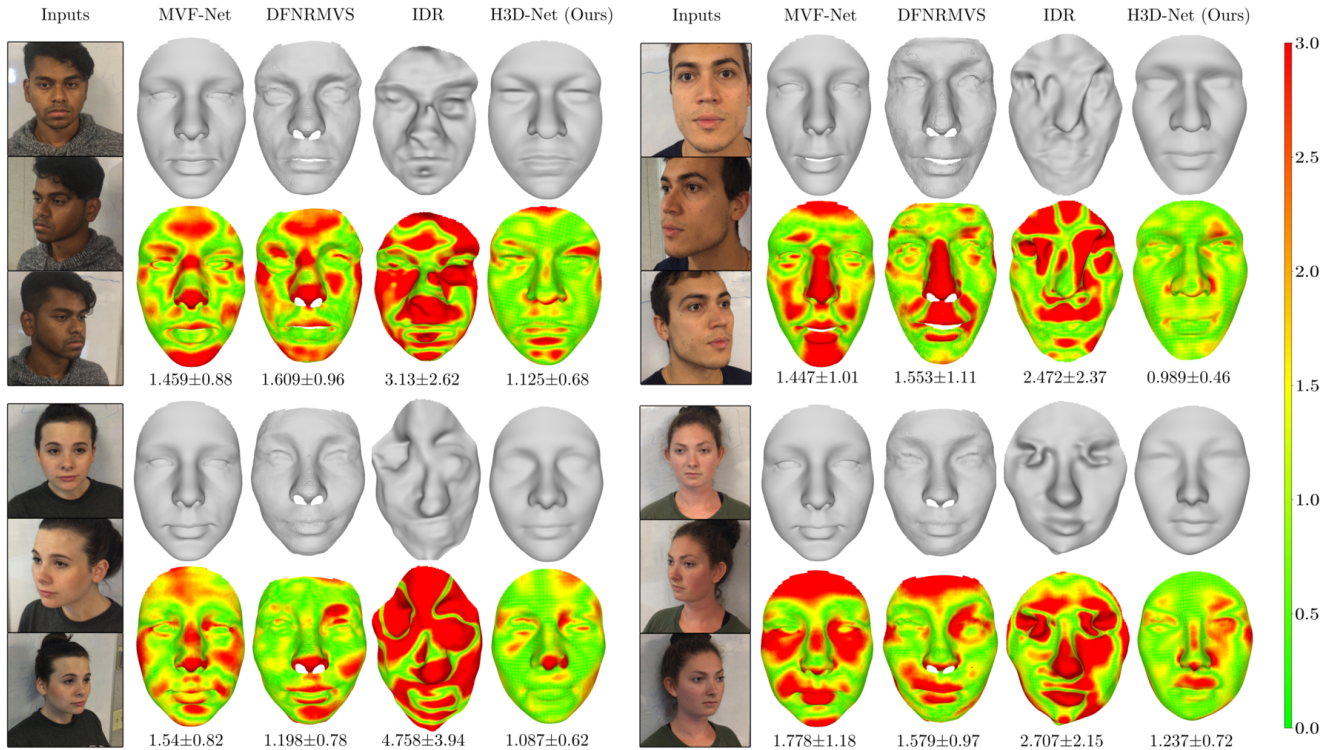 Inputs MVF-Net DFNRMVS IDR H3D-Net (Ours) Inputs MVF-Net DFNRMVS IDR H3D-Net (Ours)
3.0
2.5
2.0
1.5
1.0
0.5
0.0
1.459±0.88 1.609±0.96 3.13±2.62 1.125±0.68 1.447±1.01 1.553±1.11 2.472±2.37 0.989±0.46
1.54±0.82 1.198±0.78 4.758±3.94 1.087±0.62 1.778±1.18 1.579±0.97 2.707±2.15 1.237±0.72